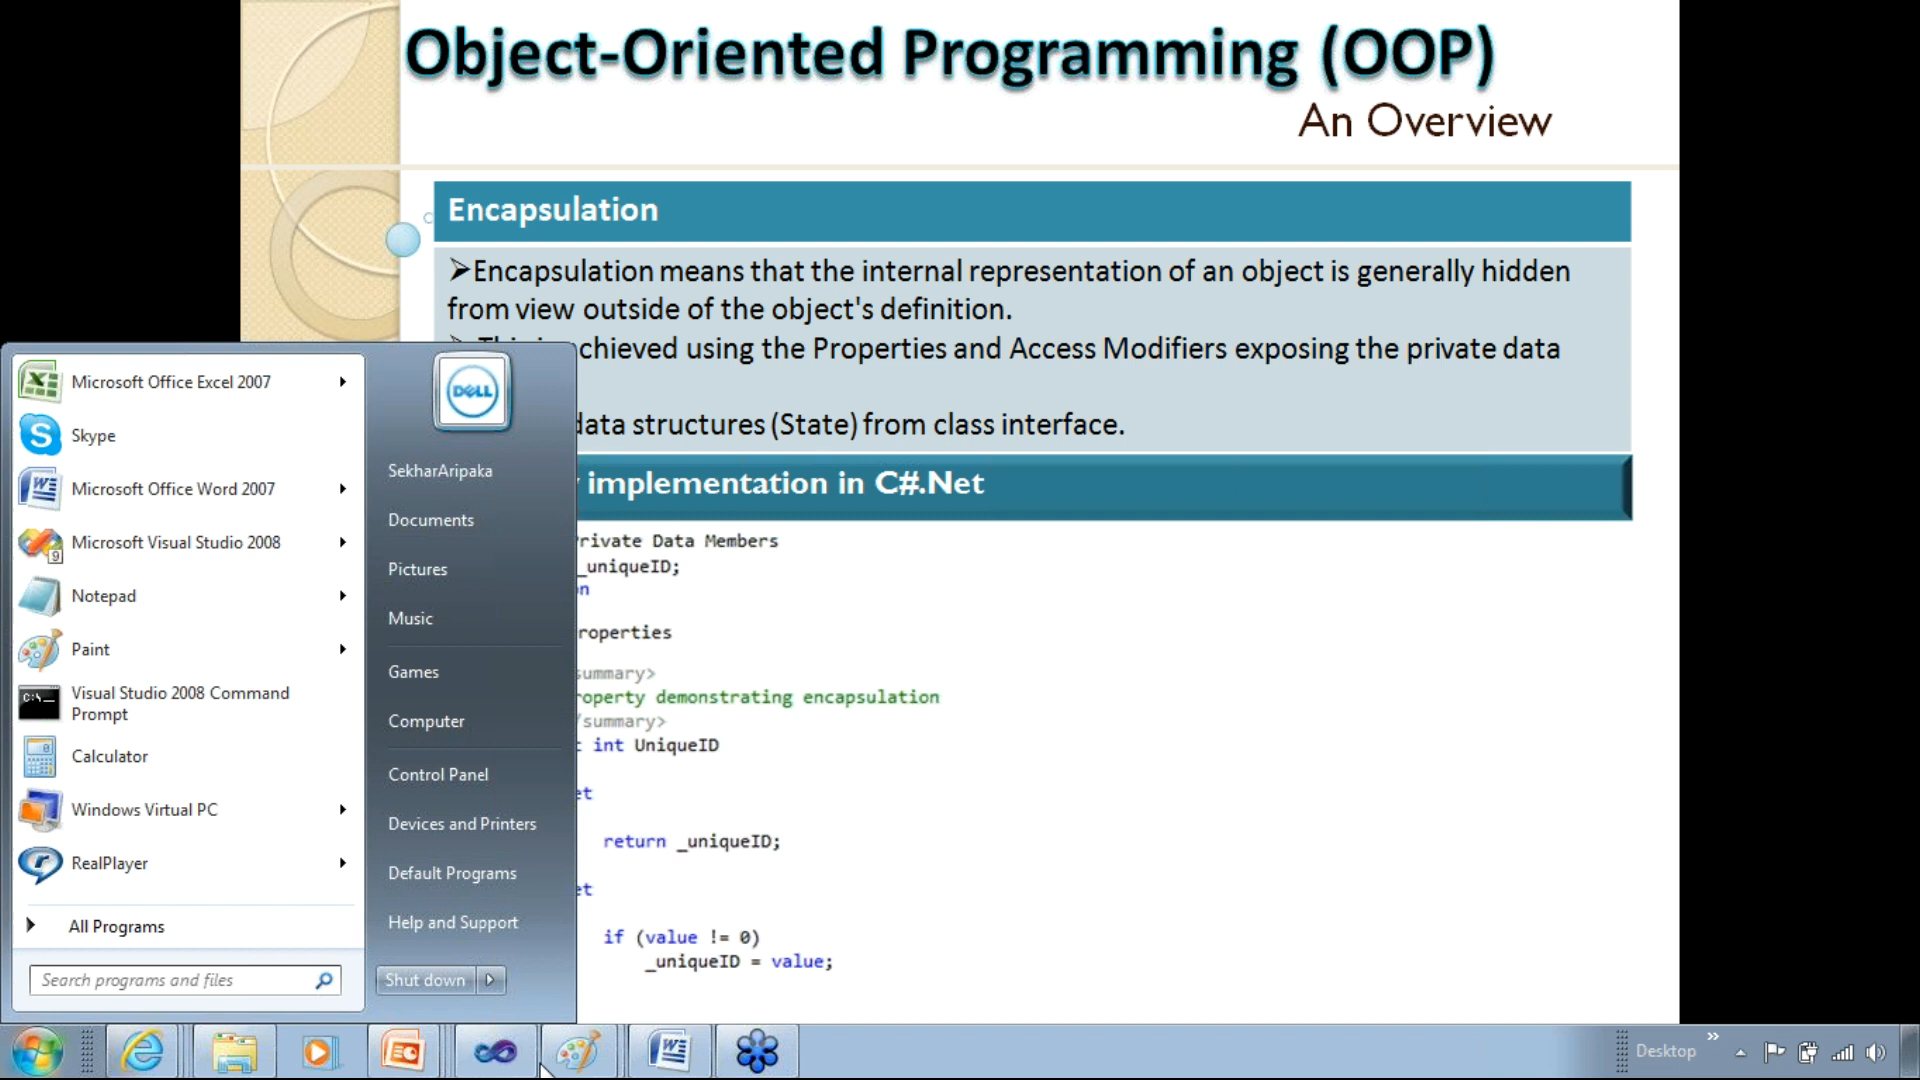 Object-Oriented Programming (OOP)
An Overview
Encapsulation
➢Encapsulation means that the internal representation of an object is generally hidden
from view outside of the object's definition.
chieved using the Properties and Access Modifiers exposing the private data
data structures (State) from class interface.
implementation in C#.Net
rivate Data Members
_uniqueID;
n
roperties
summary>
roperty demonstrating encapsulation
/summary>
int UniqueID
et
return _uniqueID;
et
if (value != 0)
_uniqueID = value;
Microsoft Office Excel 2007
Skype
Microsoft Office Word 2007
Microsoft Visual Studio 2008
9
Notepad
Paint
C:\_
Visual Studio 2008 Command
Prompt
Calculator
Windows Virtual PC
RealPlayer
All Programs
Search programs and files
DELL
SekharAripaka
Documents
Pictures
Music
Games
Computer
Control Panel
Devices and Printers
Default Programs
Help and Support
Shut down
Desktop